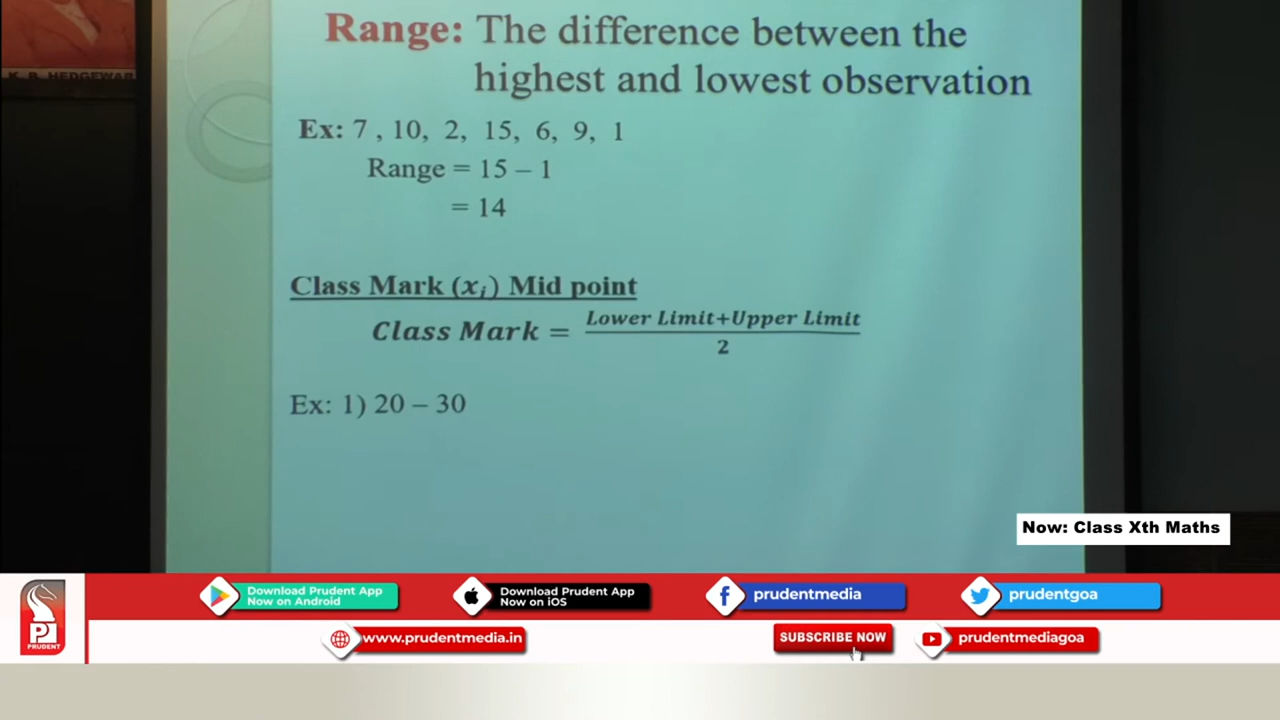 K. B. HEDGEWAR
Range: The difference between the
highest and lowest observation
Ex: 7 , 10, 2, 15, 6, 9, 1
Range = 15 – 1
= 14
Class Mark (xᵢ) Mid point
Class Mark = Lower Limit+Upper Limit
2
Ex: 1) 20 – 30
Now: Class Xth Maths
Download Prudent App
Now on Android
Download Prudent App
Now on iOS
prudentmedia
prudentgoa
PRUDENT
www.prudentmedia.in
SUBSCRIBE NOW
prudentmediagoa